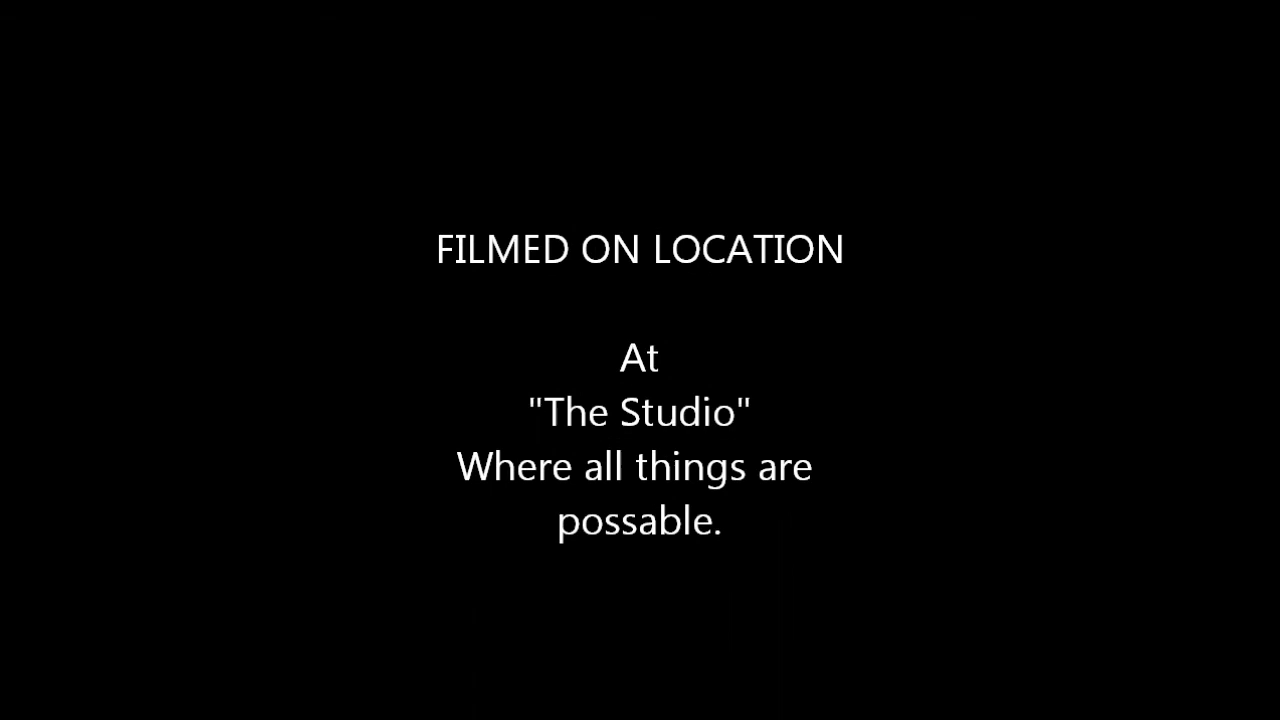 FILMED ON LOCATION
At
"The Studio"
Where all things are
possable.